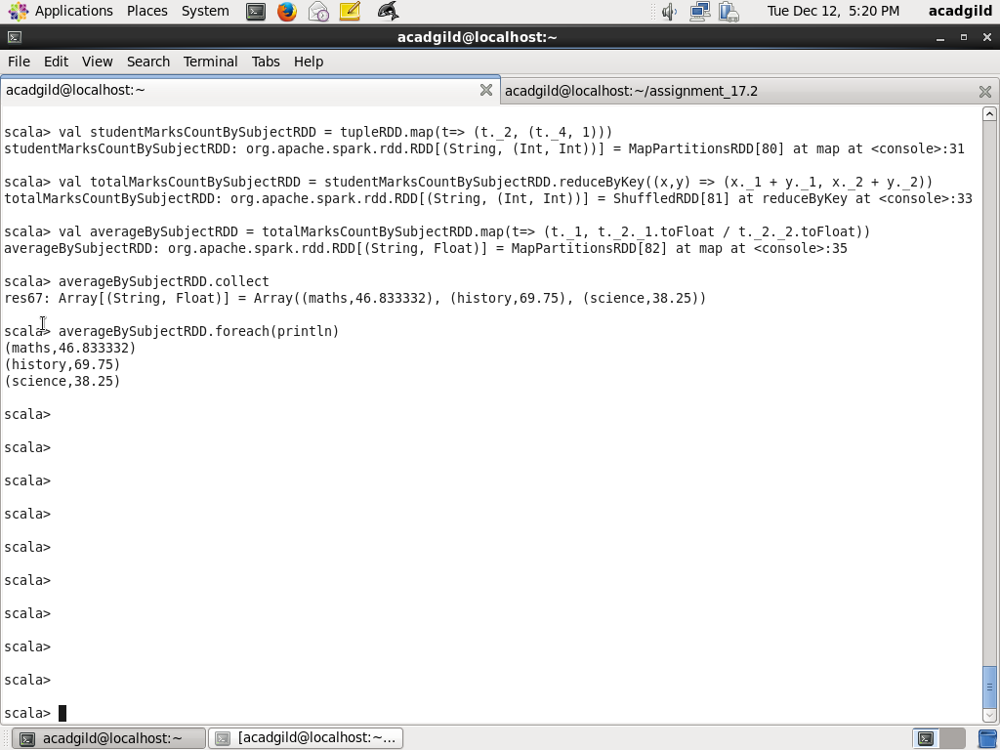 Applications Places System Tue Dec 12, 5:20 PM acadgild
acadgild@localhost:~
File Edit View Search Terminal Tabs Help
acadgild@localhost:~ acadgild@localhost:~/assignment_17.2
scala> val studentMarksCountBySubjectRDD = tupleRDD.map(t=> (t._2, (t._4, 1)))
studentMarksCountBySubjectRDD: org.apache.spark.rdd.RDD[(String, (Int, Int))] = MapPartitionsRDD[80] at map at <console>:31
scala> val totalMarksCountBySubjectRDD = studentMarksCountBySubjectRDD.reduceByKey((x,y) => (x._1 + y._1, x._2 + y._2))
totalMarksCountBySubjectRDD: org.apache.spark.rdd.RDD[(String, (Int, Int))] = ShuffledRDD[81] at reduceByKey at <console>:33
scala> val averageBySubjectRDD = totalMarksCountBySubjectRDD.map(t=> (t._1, t._2._1.toFloat / t._2._2.toFloat))
averageBySubjectRDD: org.apache.spark.rdd.RDD[(String, Float)] = MapPartitionsRDD[82] at map at <console>:35
scala> averageBySubjectRDD.collect
res67: Array[(String, Float)] = Array((maths,46.833332), (history,69.75), (science,38.25))
scala> averageBySubjectRDD.foreach(println)
(maths,46.833332)
(history,69.75)
(science,38.25)
scala>
scala>
scala>
scala>
scala>
scala>
scala>
scala>
scala>
scala>
acadgild@localhost:~ [acadgild@localhost:~...